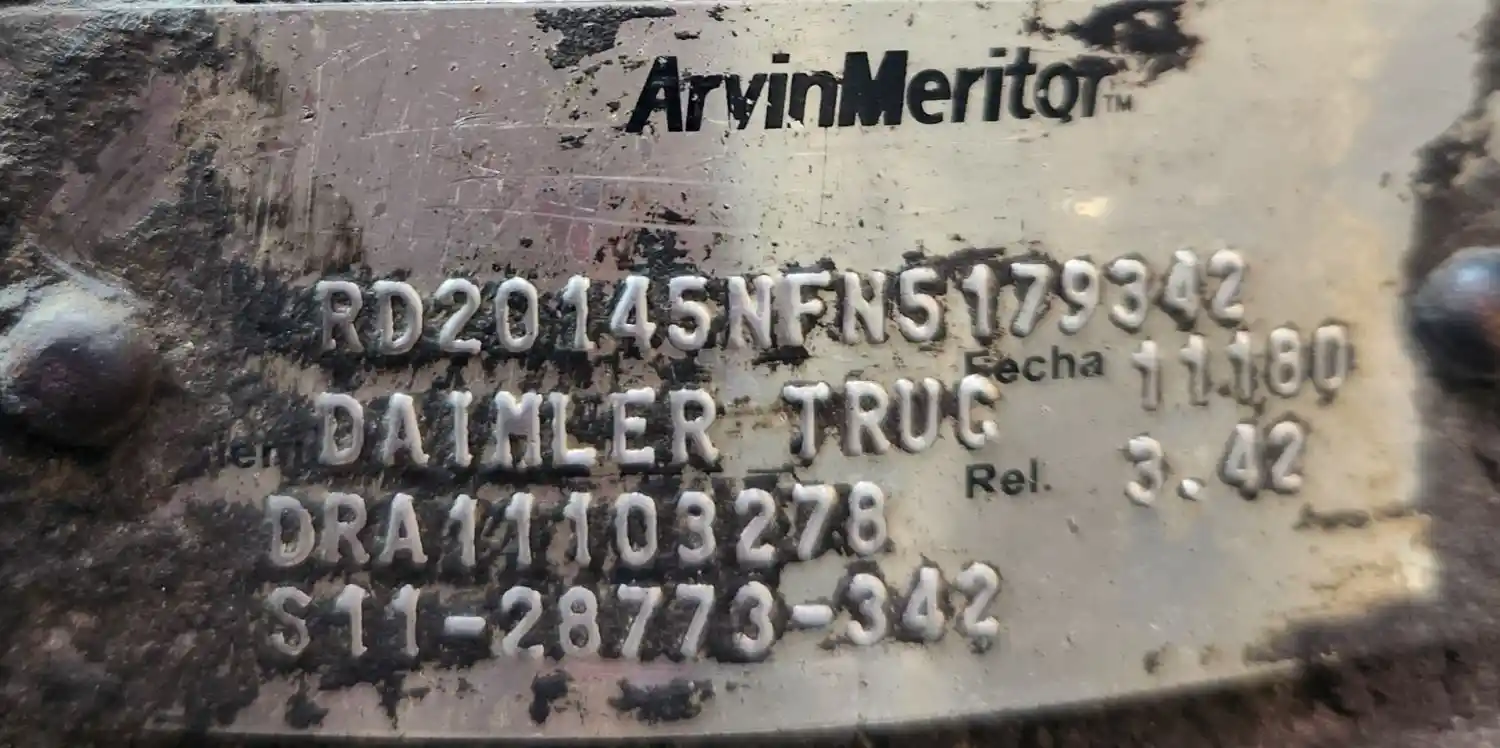 ArvinMeritor™
RD20145NFN5179342
Fecha 11180
DAIMLER TRUC
Rel. 3.42
DRA11103278
S11-28773-342